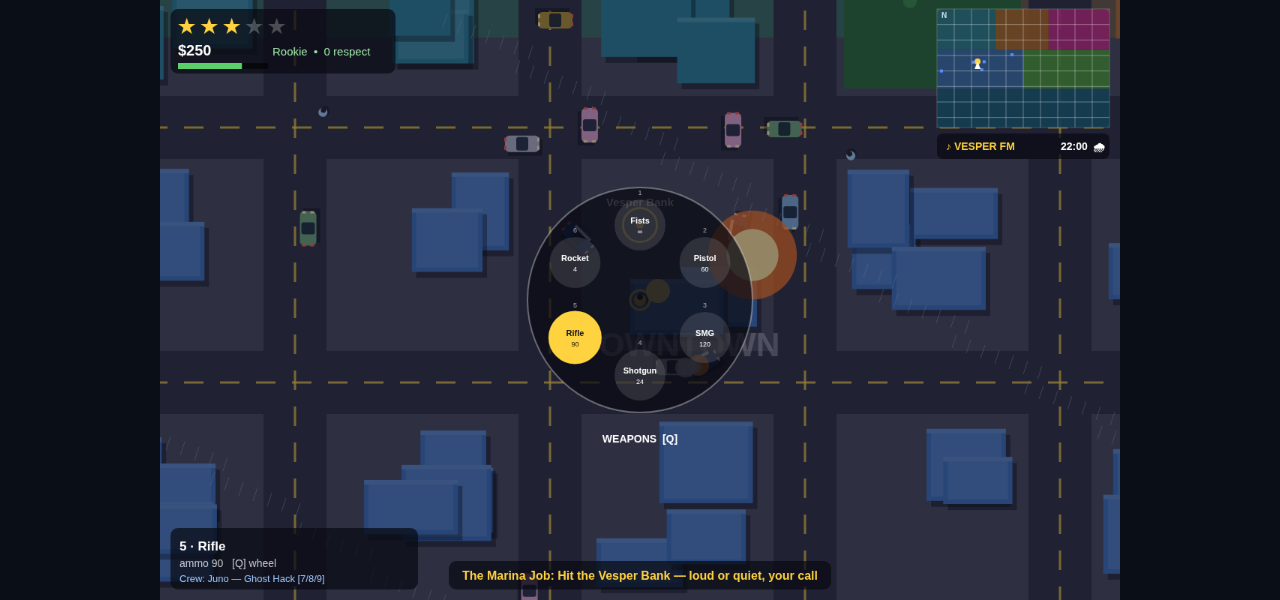 $250
Rookie • 0 respect
N
♪ VESPER FM
22:00
Vesper Bank
1
Fists
∞
6
Rocket
4
2
Pistol
60
5
Rifle
90
3
SMG
120
DOWNTOWN
4
Shotgun
24
WEAPONS [Q]
5 · Rifle
ammo 90 [Q] wheel
Crew: Juno — Ghost Hack [7/8/9]
The Marina Job: Hit the Vesper Bank — loud or quiet, your call